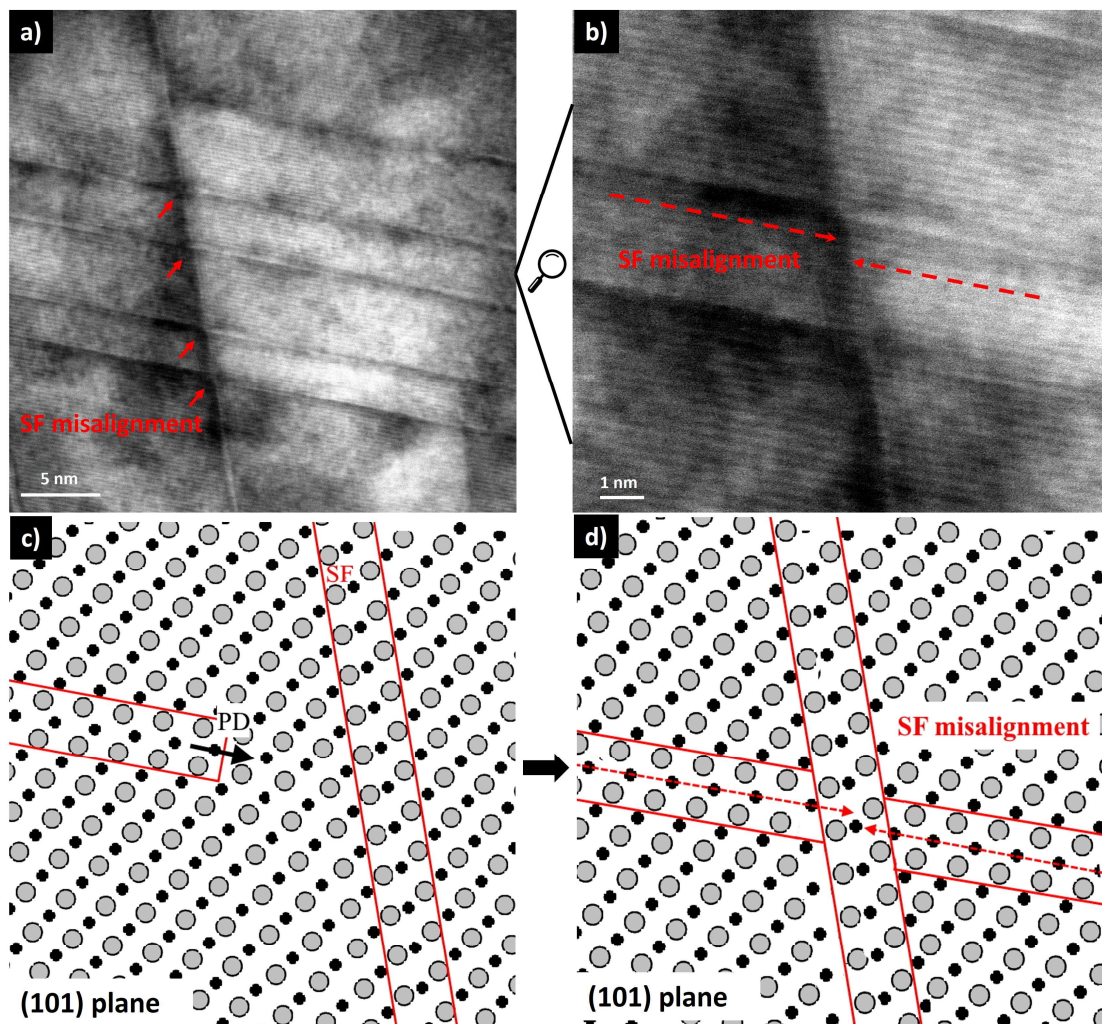 a)
SF misalignment
5 nm
b)
SF misalignment
1 nm
c)
SF
PD
(101) plane
d)
SF misalignment
(101) plane